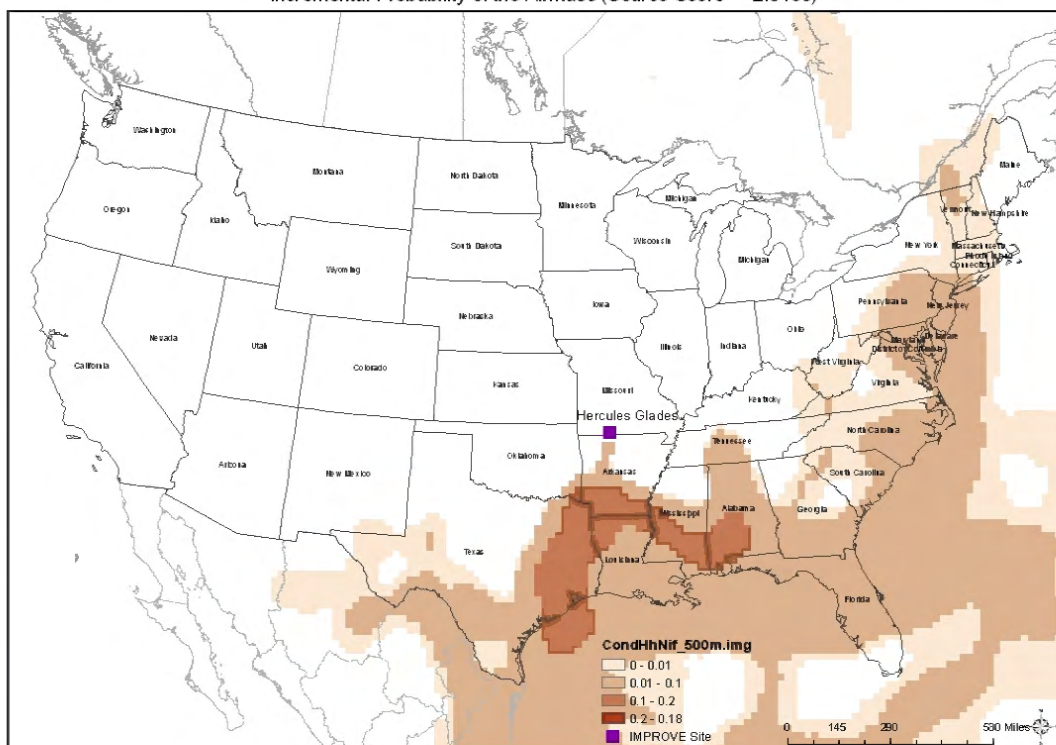 Washington
Montana
North Dakota
Minnesota
Maine
Oregon
Idaho
South Dakota
Wisconsin
Michigan
Michigan
Vermont
New Hampshire
New York
Massachusetts
Rhode Island
Connecticut
Wyoming
Iowa
Nebraska
Pennsylvania
New Jersey
Nevada
Utah
Illinois
Indiana
Ohio
Maryland
Delaware
California
Colorado
Kansas
Missouri
West Virginia
Virginia
Kentucky
Hercules Glades
North Carolina
Tennessee
Arizona
New Mexico
Oklahoma
Arkansas
South Carolina
Mississippi
Alabama
Georgia
Texas
Louisiana
Florida
CondHhNif_500m.img
0 - 0.01
0.01 - 0.1
0.1 - 0.2
0.2 - 0.18
IMPROVE Site
0 145 290 580 Miles